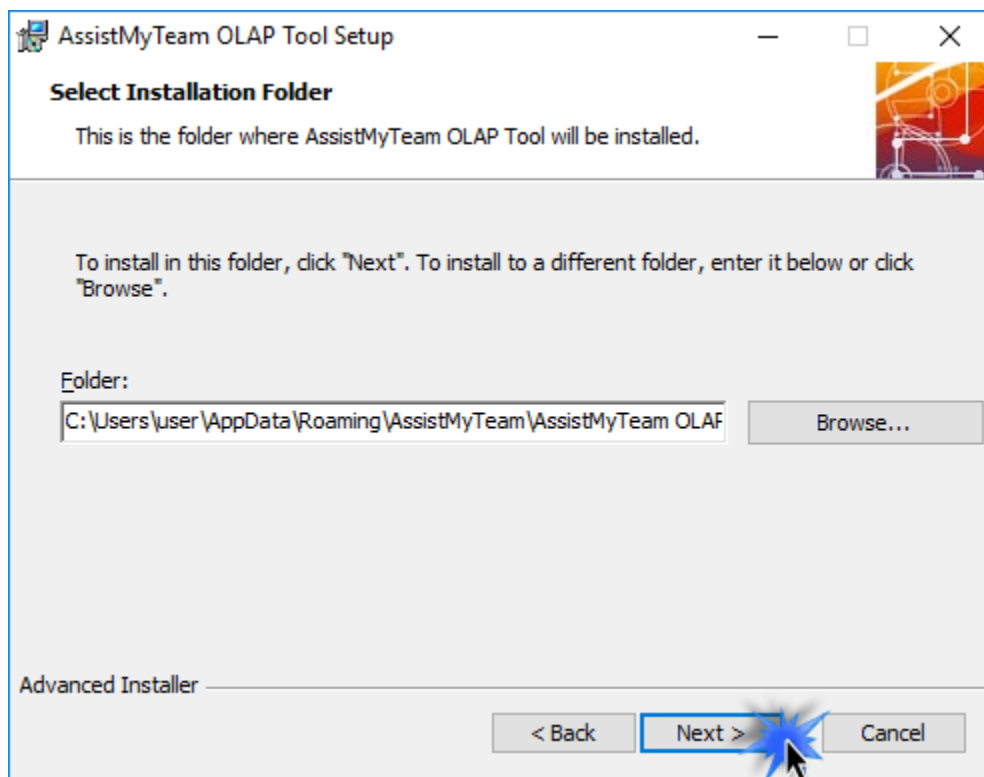 AssistMyTeam OLAP Tool Setup
Select Installation Folder
This is the folder where AssistMyTeam OLAP Tool will be installed.
To install in this folder, click "Next". To install to a different folder, enter it below or click
"Browse".
Folder:
C:\Users\user\AppData\Roaming\AssistMyTeam\AssistMyTeam OLAP
Browse...
Advanced Installer
< Back
Next >
Cancel